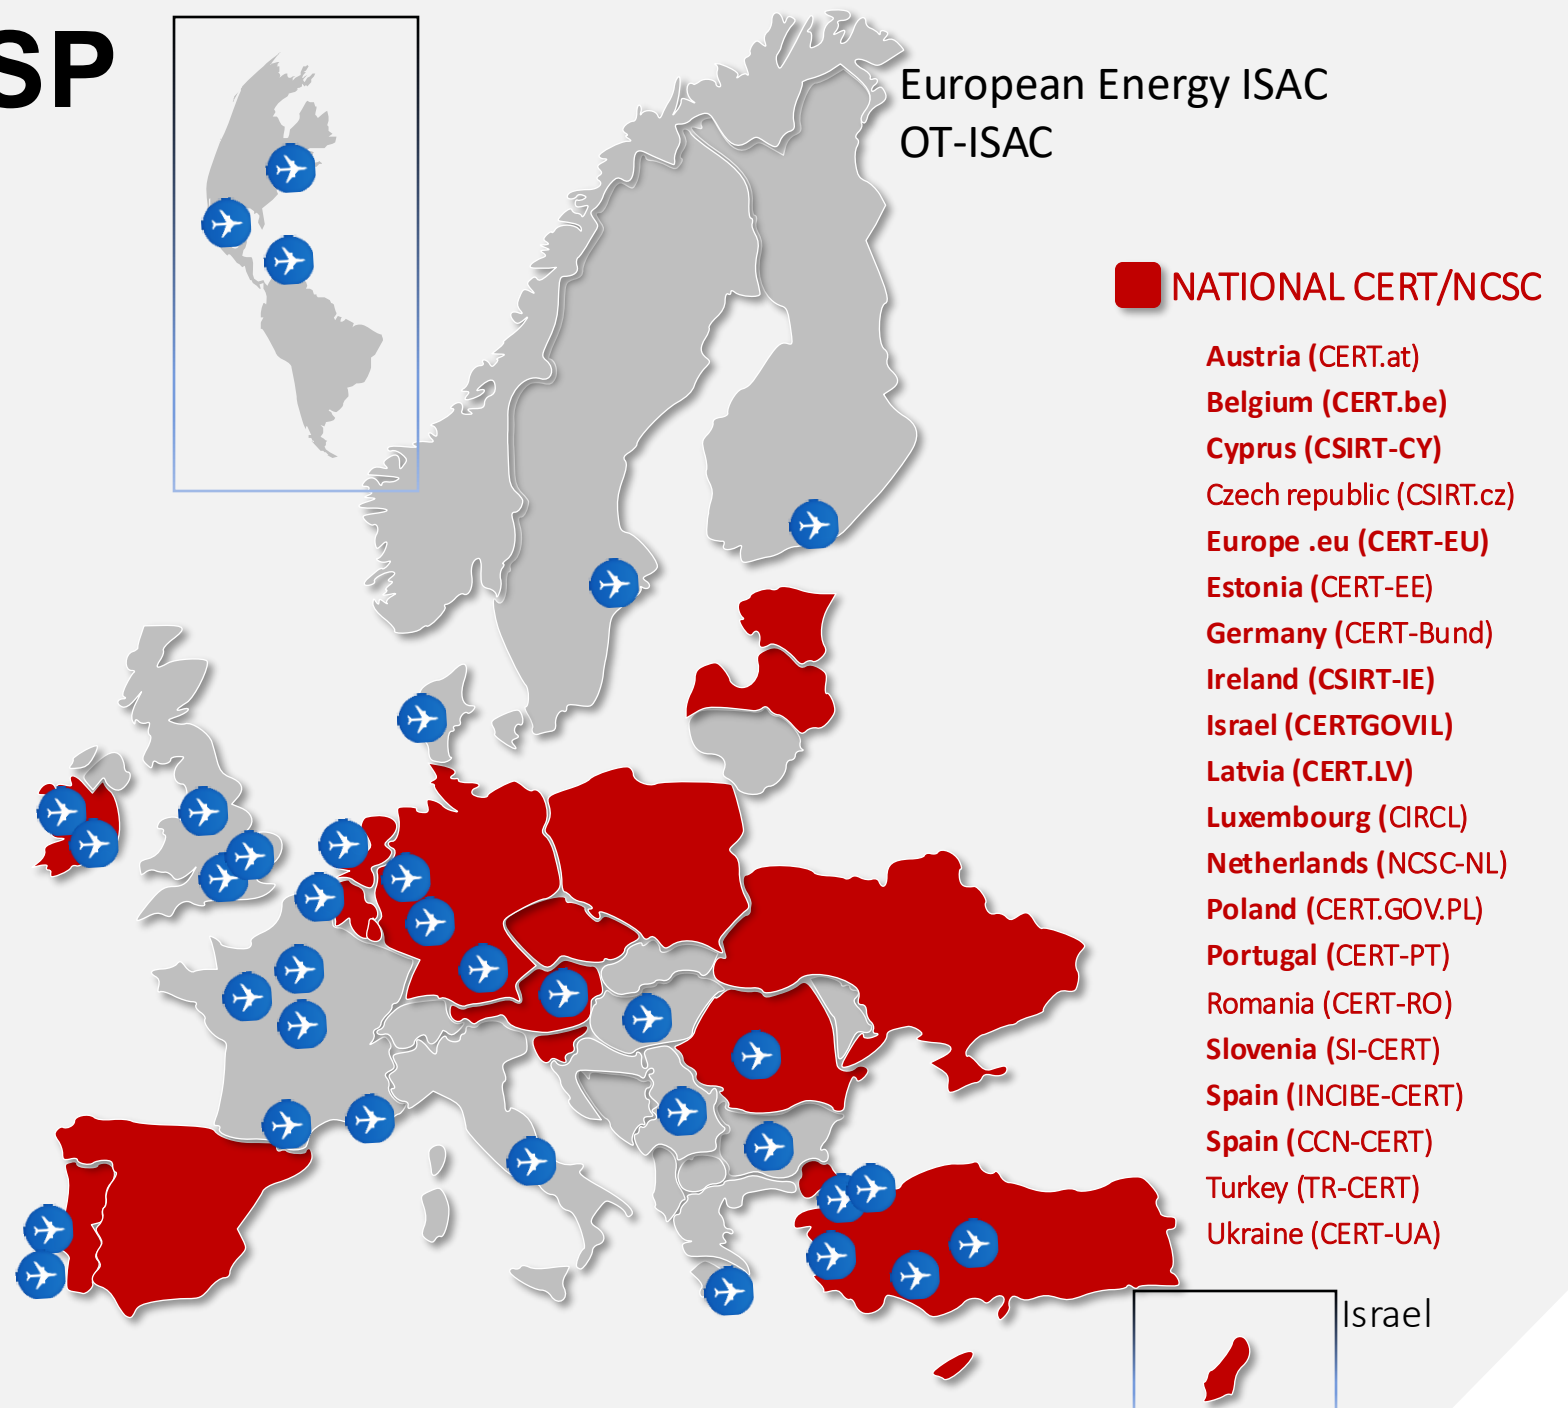 SP
European Energy ISAC
OT-ISAC
NATIONAL CERT/NCSC
Austria (CERT.at)
Belgium (CERT.be)
Cyprus (CSIRT-CY)
Czech republic (CSIRT.cz)
Europe .eu (CERT-EU)
Estonia (CERT-EE)
Germany (CERT-Bund)
Ireland (CSIRT-IE)
Israel (CERTGOVIL)
Latvia (CERT.LV)
Luxembourg (CIRCL)
Netherlands (NCSC-NL)
Poland (CERT.GOV.PL)
Portugal (CERT-PT)
Romania (CERT-RO)
Slovenia (SI-CERT)
Spain (INCIBE-CERT)
Spain (CCN-CERT)
Turkey (TR-CERT)
Ukraine (CERT-UA)
Israel